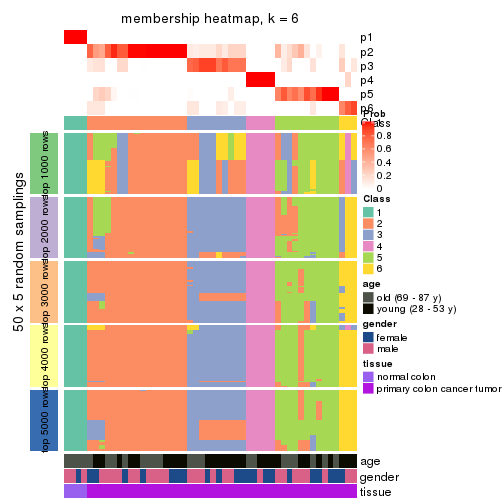 membership heatmap, k = 6
p1
p2
p3
p4
p5
p6
Class
50 x 5 random samplings
top 1000 rows
top 2000 rows
top 3000 rows
top 4000 rows
top 5000 rows
age
gender
tissue
Prob
1
0.8
0.6
0.4
0.2
0
Class
1
2
3
4
5
6
age
old (69 - 87 y)
young (28 - 53 y)
gender
female
male
tissue
normal colon
primary colon cancer tumor